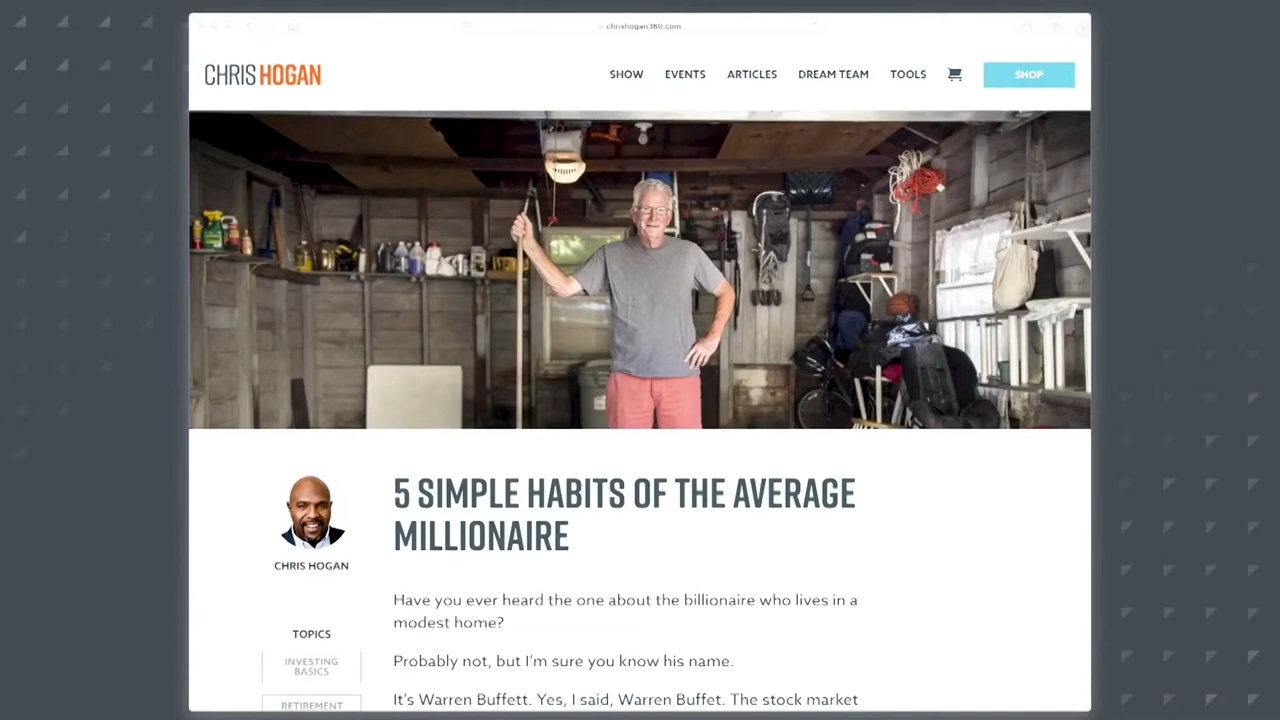 chrishogan360.com
CHRIS HOGAN
SHOW EVENTS ARTICLES DREAM TEAM TOOLS SHOP
5 SIMPLE HABITS OF THE AVERAGE
MILLIONAIRE
CHRIS HOGAN
Have you ever heard the one about the billionaire who lives in a
modest home?
TOPICS
Probably not, but I'm sure you know his name.
INVESTING
BASICS
It's Warren Buffett. Yes, I said, Warren Buffet. The stock market
RETIREMENT